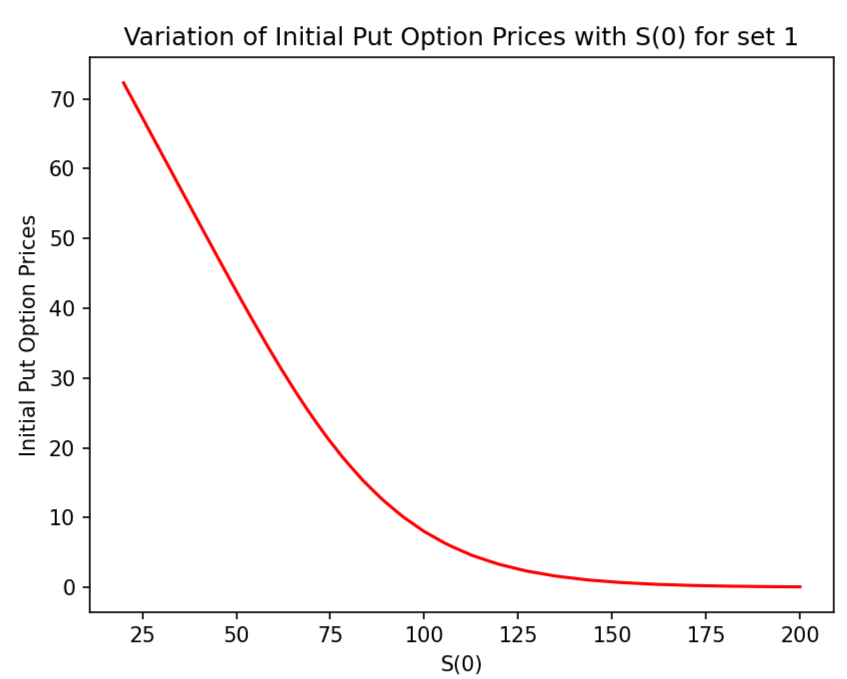 Variation of Initial Put Option Prices with S(0) for set 1
Initial Put Option Prices
70
60
50
40
30
20
10
0
25 50 75 100 125 150 175 200
S(0)